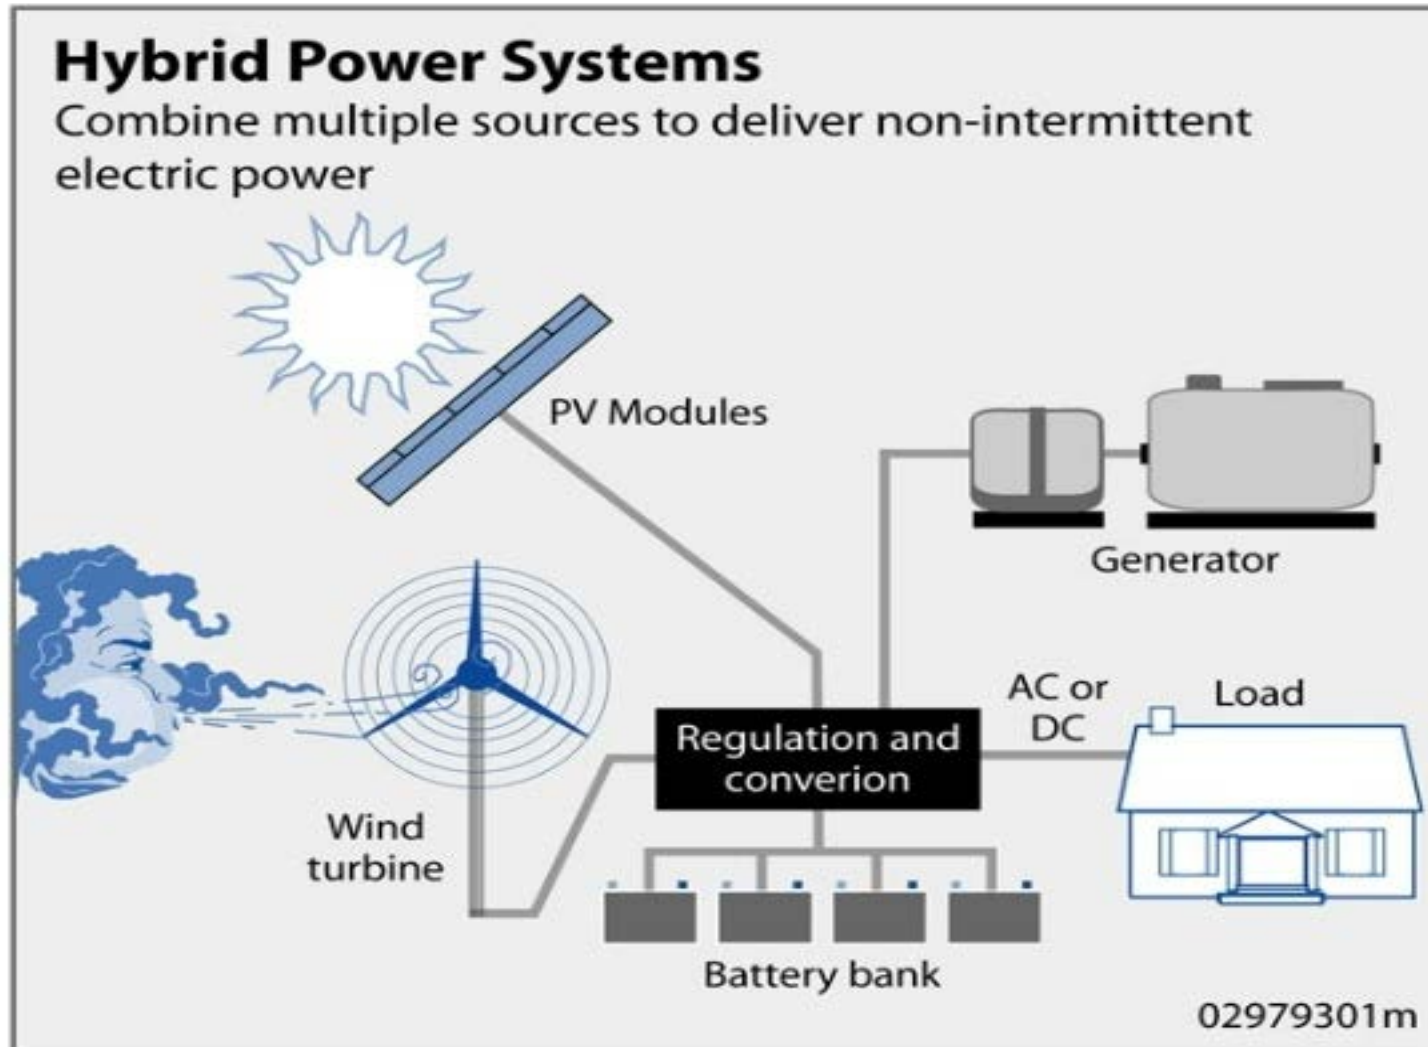 Hybrid Power Systems
Combine multiple sources to deliver non-intermittent
electric power
PV Modules
Generator
AC or
DC
Load
Regulation and
converion
Wind
turbine
Battery bank
02979301m